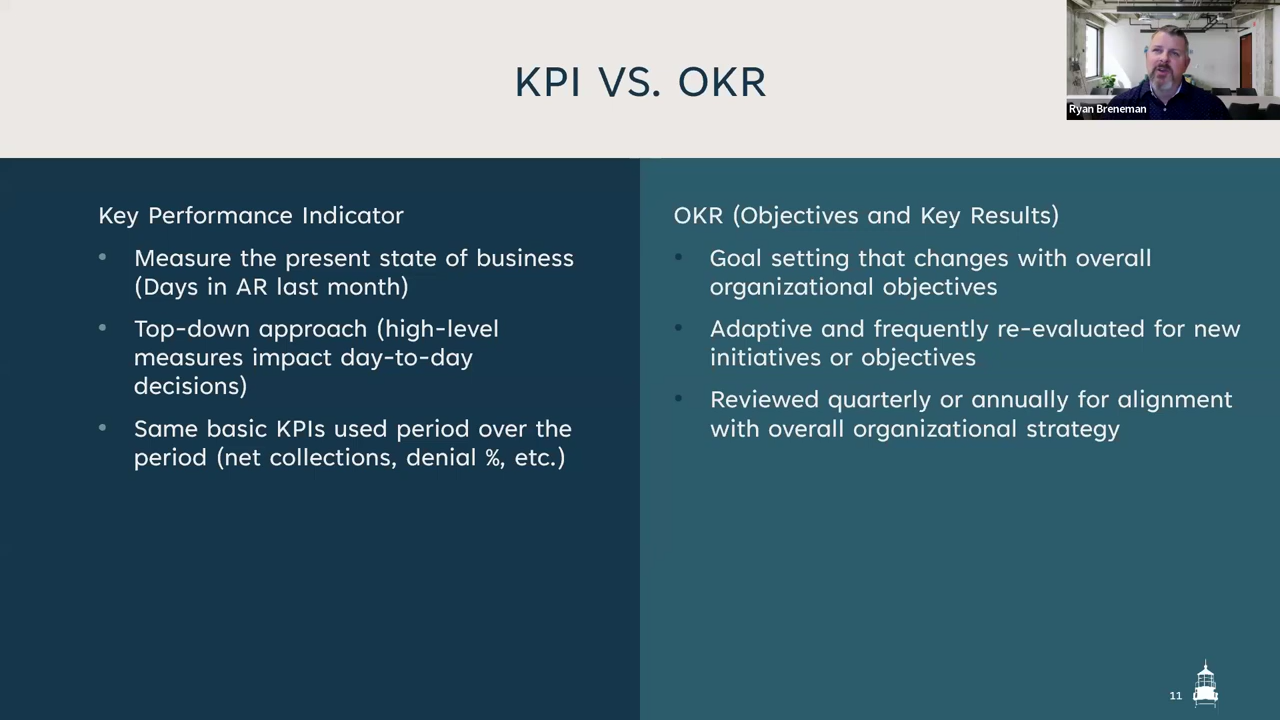 KPI VS. OKR
Ryan Breneman
Key Performance Indicator
• Measure the present state of business
(Days in AR last month)
• Top-down approach (high-level
measures impact day-to-day
decisions)
• Same basic KPIs used period over the
period (net collections, denial %, etc.)
OKR (Objectives and Key Results)
• Goal setting that changes with overall
organizational objectives
• Adaptive and frequently re-evaluated for new
initiatives or objectives
• Reviewed quarterly or annually for alignment
with overall organizational strategy
11